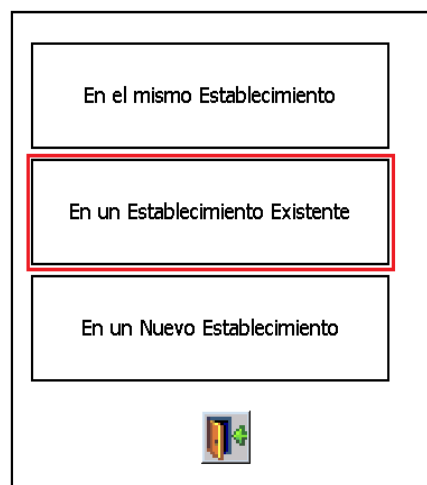 En el mismo Establecimiento
En un Establecimiento Existente
En un Nuevo Establecimiento